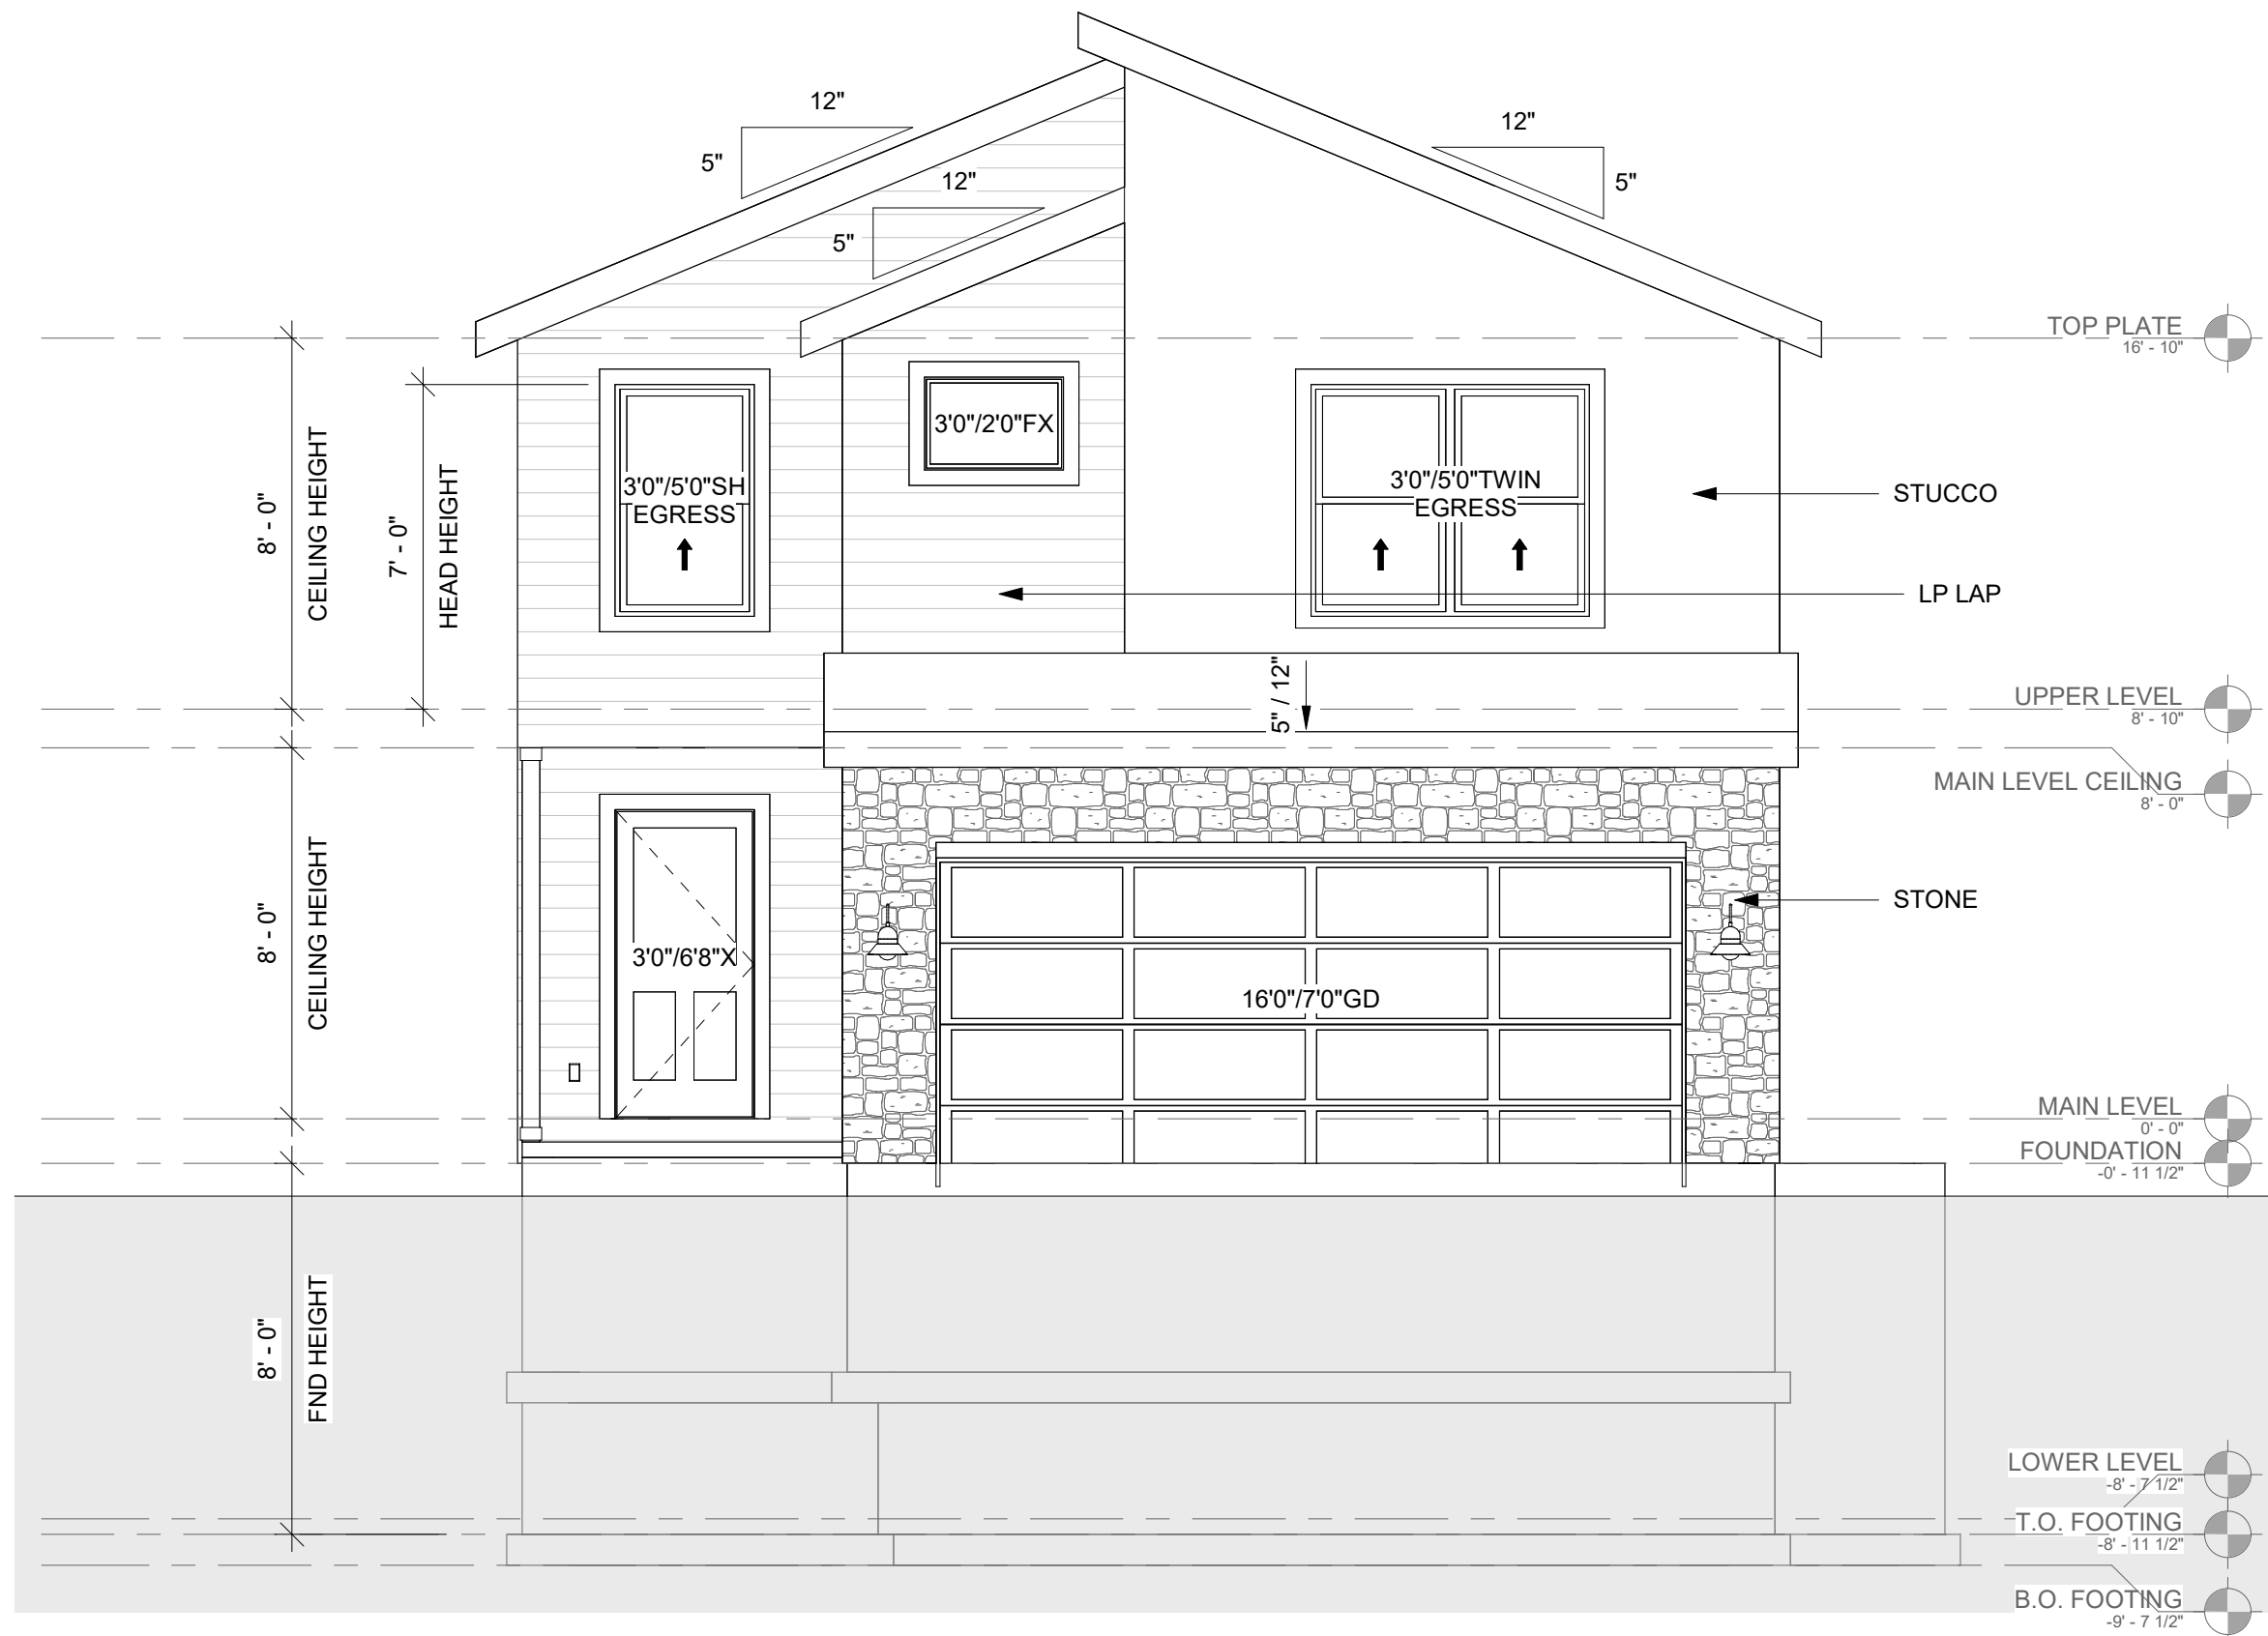 12"
5"
12"
5"
12"
5"
TOP PLATE
16' - 10"
3'0"/2'0"FX
3'0"/5'0"SH
EGRESS
3'0"/5'0"TWIN
EGRESS
STUCCO
LP LAP
8' - 0"
CEILING HEIGHT
7' - 0"
HEAD HEIGHT
5" / 12"
UPPER LEVEL
8' - 10"
MAIN LEVEL CEILING
8' - 0"
8' - 0"
CEILING HEIGHT
3'0"/6'8"X
16'0"/7'0"GD
STONE
MAIN LEVEL
0' - 0"
FOUNDATION
-0' - 11 1/2"
8' - 0"
FND HEIGHT
LOWER LEVEL
-8' - 7 1/2"
T.O. FOOTING
-8' - 11 1/2"
B.O. FOOTING
-9' - 7 1/2"